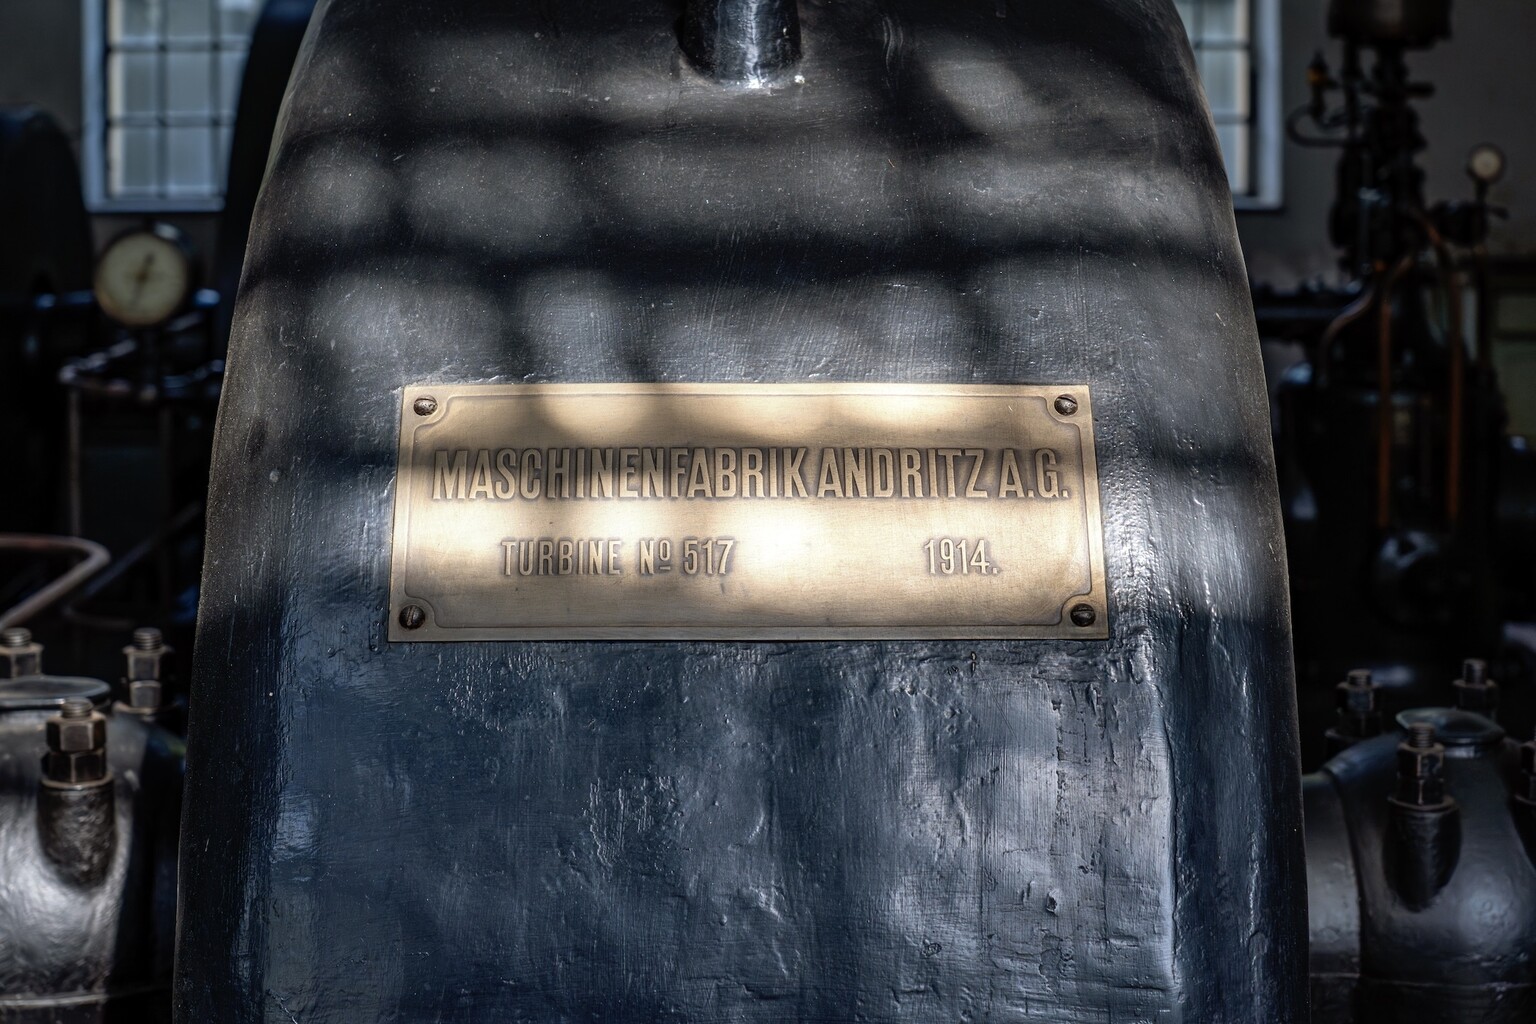 MASCHINENFABRIK ANDRITZ A.G.
TURBINE Nº 517 1914.